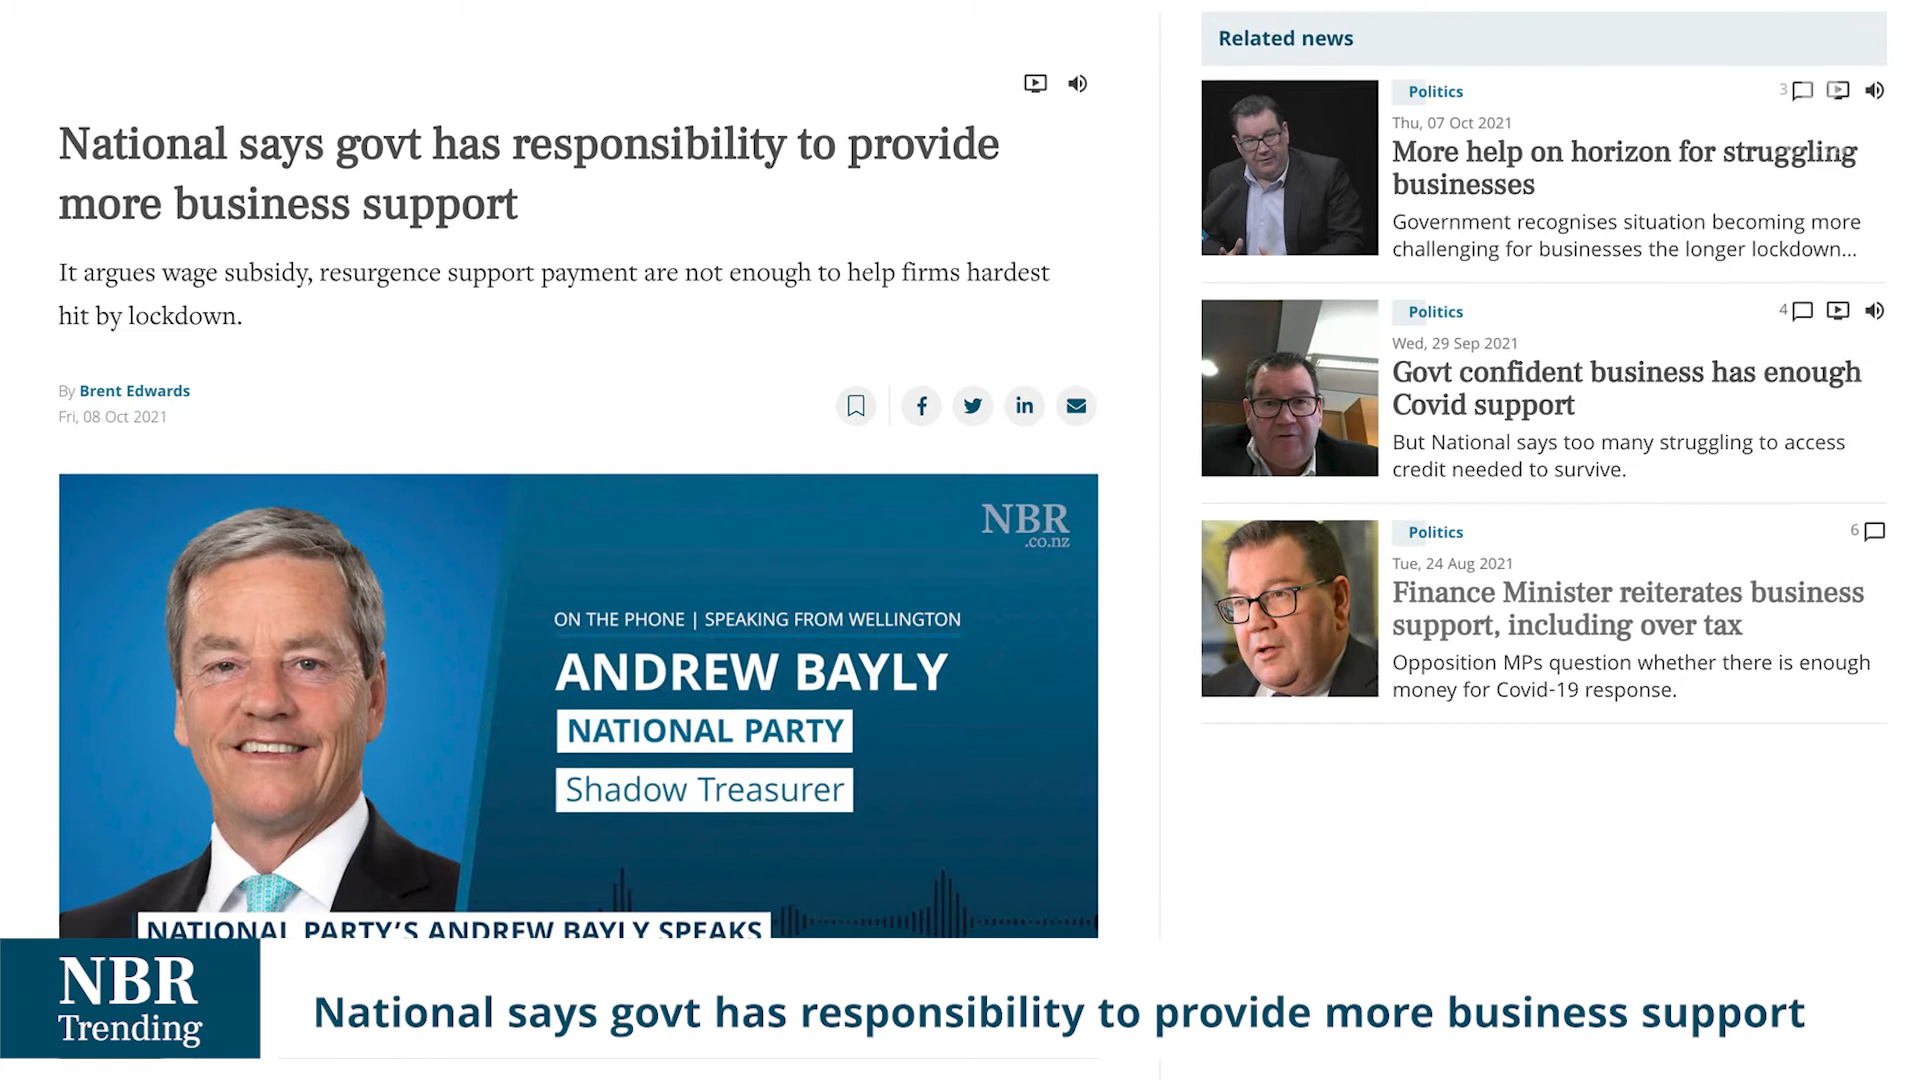 National says govt has responsibility to provide
more business support
It argues wage subsidy, resurgence support payment are not enough to help firms hardest
hit by lockdown.
By Brent Edwards
Fri, 08 Oct 2021
NBR
.co.nz
ON THE PHONE | SPEAKING FROM WELLINGTON
ANDREW BAYLY
NATIONAL PARTY
Shadow Treasurer
NATIONAL PARTY'S ANDREW BAYLY SPEAKS
Related news
Politics
3
Thu, 07 Oct 2021
More help on horizon for struggling
businesses
Government recognises situation becoming more
challenging for businesses the longer lockdown...
Politics
4
Wed, 29 Sep 2021
Govt confident business has enough
Covid support
But National says too many struggling to access
credit needed to survive.
Politics
6
Tue, 24 Aug 2021
Finance Minister reiterates business
support, including over tax
Opposition MPs question whether there is enough
money for Covid-19 response.
NBR
Trending
National says govt has responsibility to provide more business support